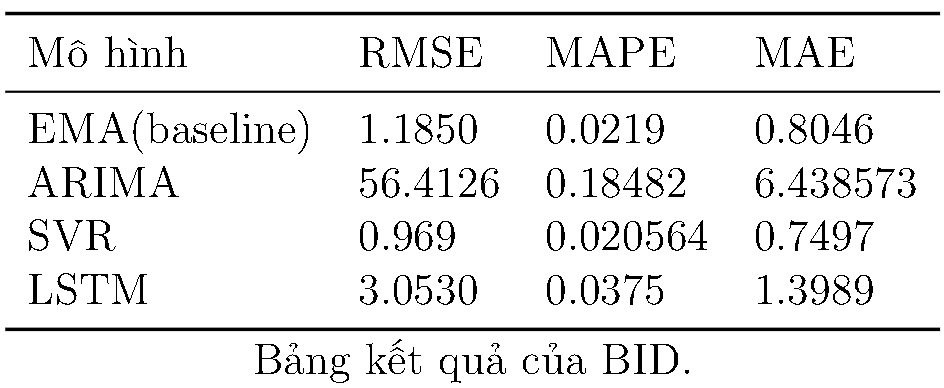 Mô hình RMSE MAPE MAE
EMA(baseline) 1.1850 0.0219 0.8046
ARIMA 56.4126 0.18482 6.438573
SVR 0.969 0.020564 0.7497
LSTM 3.0530 0.0375 1.3989
Bảng kết quả của BID.